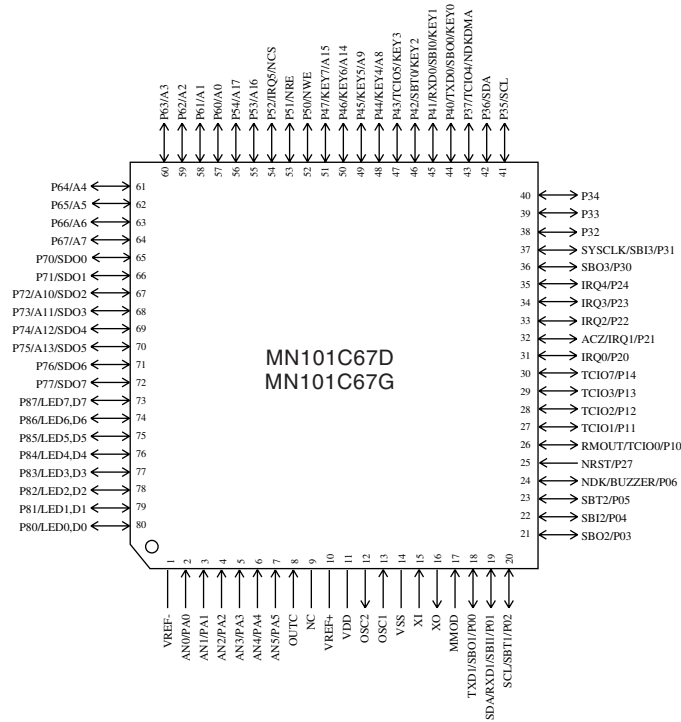 P63/A3
P62/A2
P61/A1
P60/A0
P54/A17
P53/A16
P52/IRQ5/NCS
P51/NRE
P50/NWE
P47/KEY7/A15
P46/KEY6/A14
P45/KEY5/A9
P44/KEY4/A8
P43/TCIO5/KEY3
P42/SBT0/KEY2
P41/RXD0/SBI0/KEY1
P40/TXD0/SBO0/KEY0
P37/TCIO4/NDKDMA
P36/SDA
P35/SCL
60
59
58
57
56
55
54
53
52
51
50
49
48
47
46
45
44
43
42
41
P64/A4 61
P65/A5 62
P66/A6 63
P67/A7 64
P70/SDO0 65
P71/SDO1 66
P72/A10/SDO2 67
P73/A11/SDO3 68
P74/A12/SDO4 69
P75/A13/SDO5 70
P76/SDO6 71
P77/SDO7 72
P87/LED7,D7 73
P86/LED6,D6 74
P85/LED5,D5 75
P84/LED4,D4 76
P83/LED3,D3 77
P82/LED2,D2 78
P81/LED1,D1 79
P80/LED0,D0 80
MN101C67D
MN101C67G
40 P34
39 P33
38 P32
37 SYSCLK/SBI3/P31
36 SBO3/P30
35 IRQ4/P24
34 IRQ3/P23
33 IRQ2/P22
32 ACZ/IRQ1/P21
31 IRQ0/P20
30 TCIO7/P14
29 TCIO3/P13
28 TCIO2/P12
27 TCIO1/P11
26 RMOUT/TCIO0/P10
25 NRST/P27
24 NDK/BUZZER/P06
23 SBT2/P05
22 SBI2/P04
21 SBO2/P03
1
2
3
4
5
6
7
8
9
10
11
12
13
14
15
16
17
18
19
20
VREF-
AN0/PA0
AN1/PA1
AN2/PA2
AN3/PA3
AN4/PA4
AN5/PA5
OUTC
NC
VREF+
VDD
OSC2
OSC1
VSS
XI
XO
MMOD
TXD1/SBO1/P00
SDA/RXD1/SBI1/P01
SCL/SBT1/P02